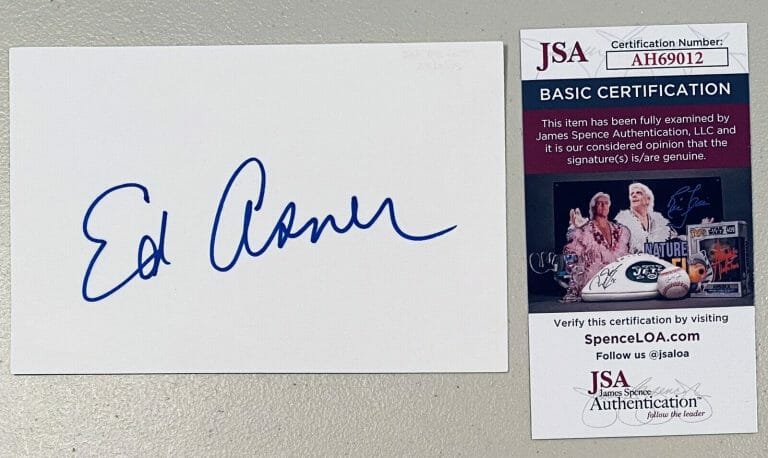 Ed Asner
JSA
Certification Number:
AH69012
BASIC CERTIFICATION
This item has been fully examined by
James Spence Authentication, LLC and
it is our considered opinion that the
signature(s) is/are genuine.
NATURE
JETS
Verify this certification by visiting
SpenceLOA.com
Follow us @jsaloa
JSA
James Spence
Authentication™
follow the leader